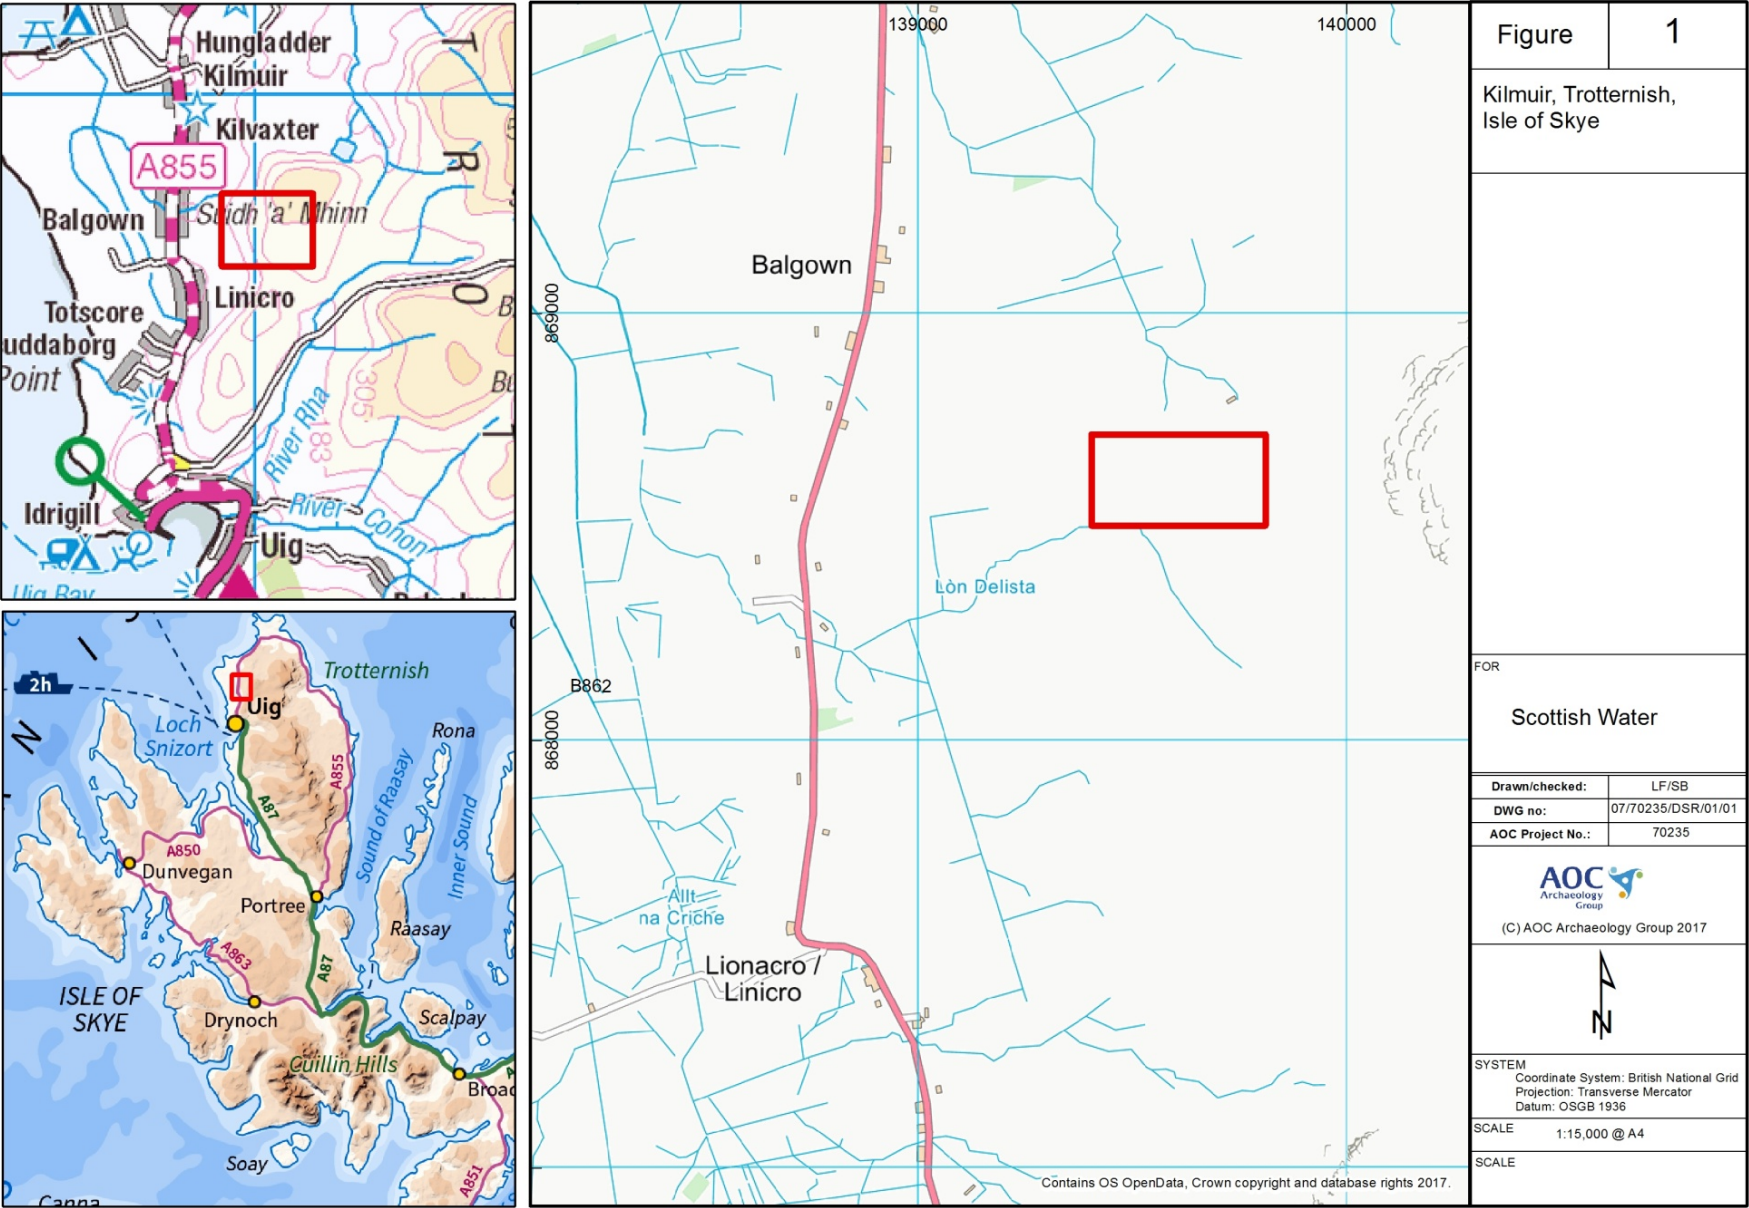 Hungladder
Kilmuir
Kilvaxter
A855
Balgown
Suidh 'a' Mhinn
Linicro
Totscore
uddaborg
Point
T
R
O
T
305
183
River Rha
River Conon
Idrigill
Uig
Uig Bay
N
I
2h
Trotternish
Uig
Loch
Snizort
Rona
A855
Sound of Raasay
Inner Sound
A87
A850
Dunvegan
Portree
Raasay
A863
A87
ISLE OF
SKYE
Drynoch
Scalpay
Cuillin Hills
Broad
Soay
A851
Canna
139000
140000
Balgown
869000
Lòn Delista
B862
868000
Allt
na Criche
Lionacro /
Linicro
Contains OS OpenData, Crown copyright and database rights 2017.
Figure 1
Kilmuir, Trotternish,
Isle of Skye
FOR
Scottish Water
Drawn/checked: LF/SB
DWG no: 07/70235/DSR/01/01
AOC Project No.: 70235
AOC
Archaeology
Group
(C) AOC Archaeology Group 2017
N
SYSTEM
Coordinate System: British National Grid
Projection: Transverse Mercator
Datum: OSGB 1936
SCALE 1:15,000 @ A4
SCALE